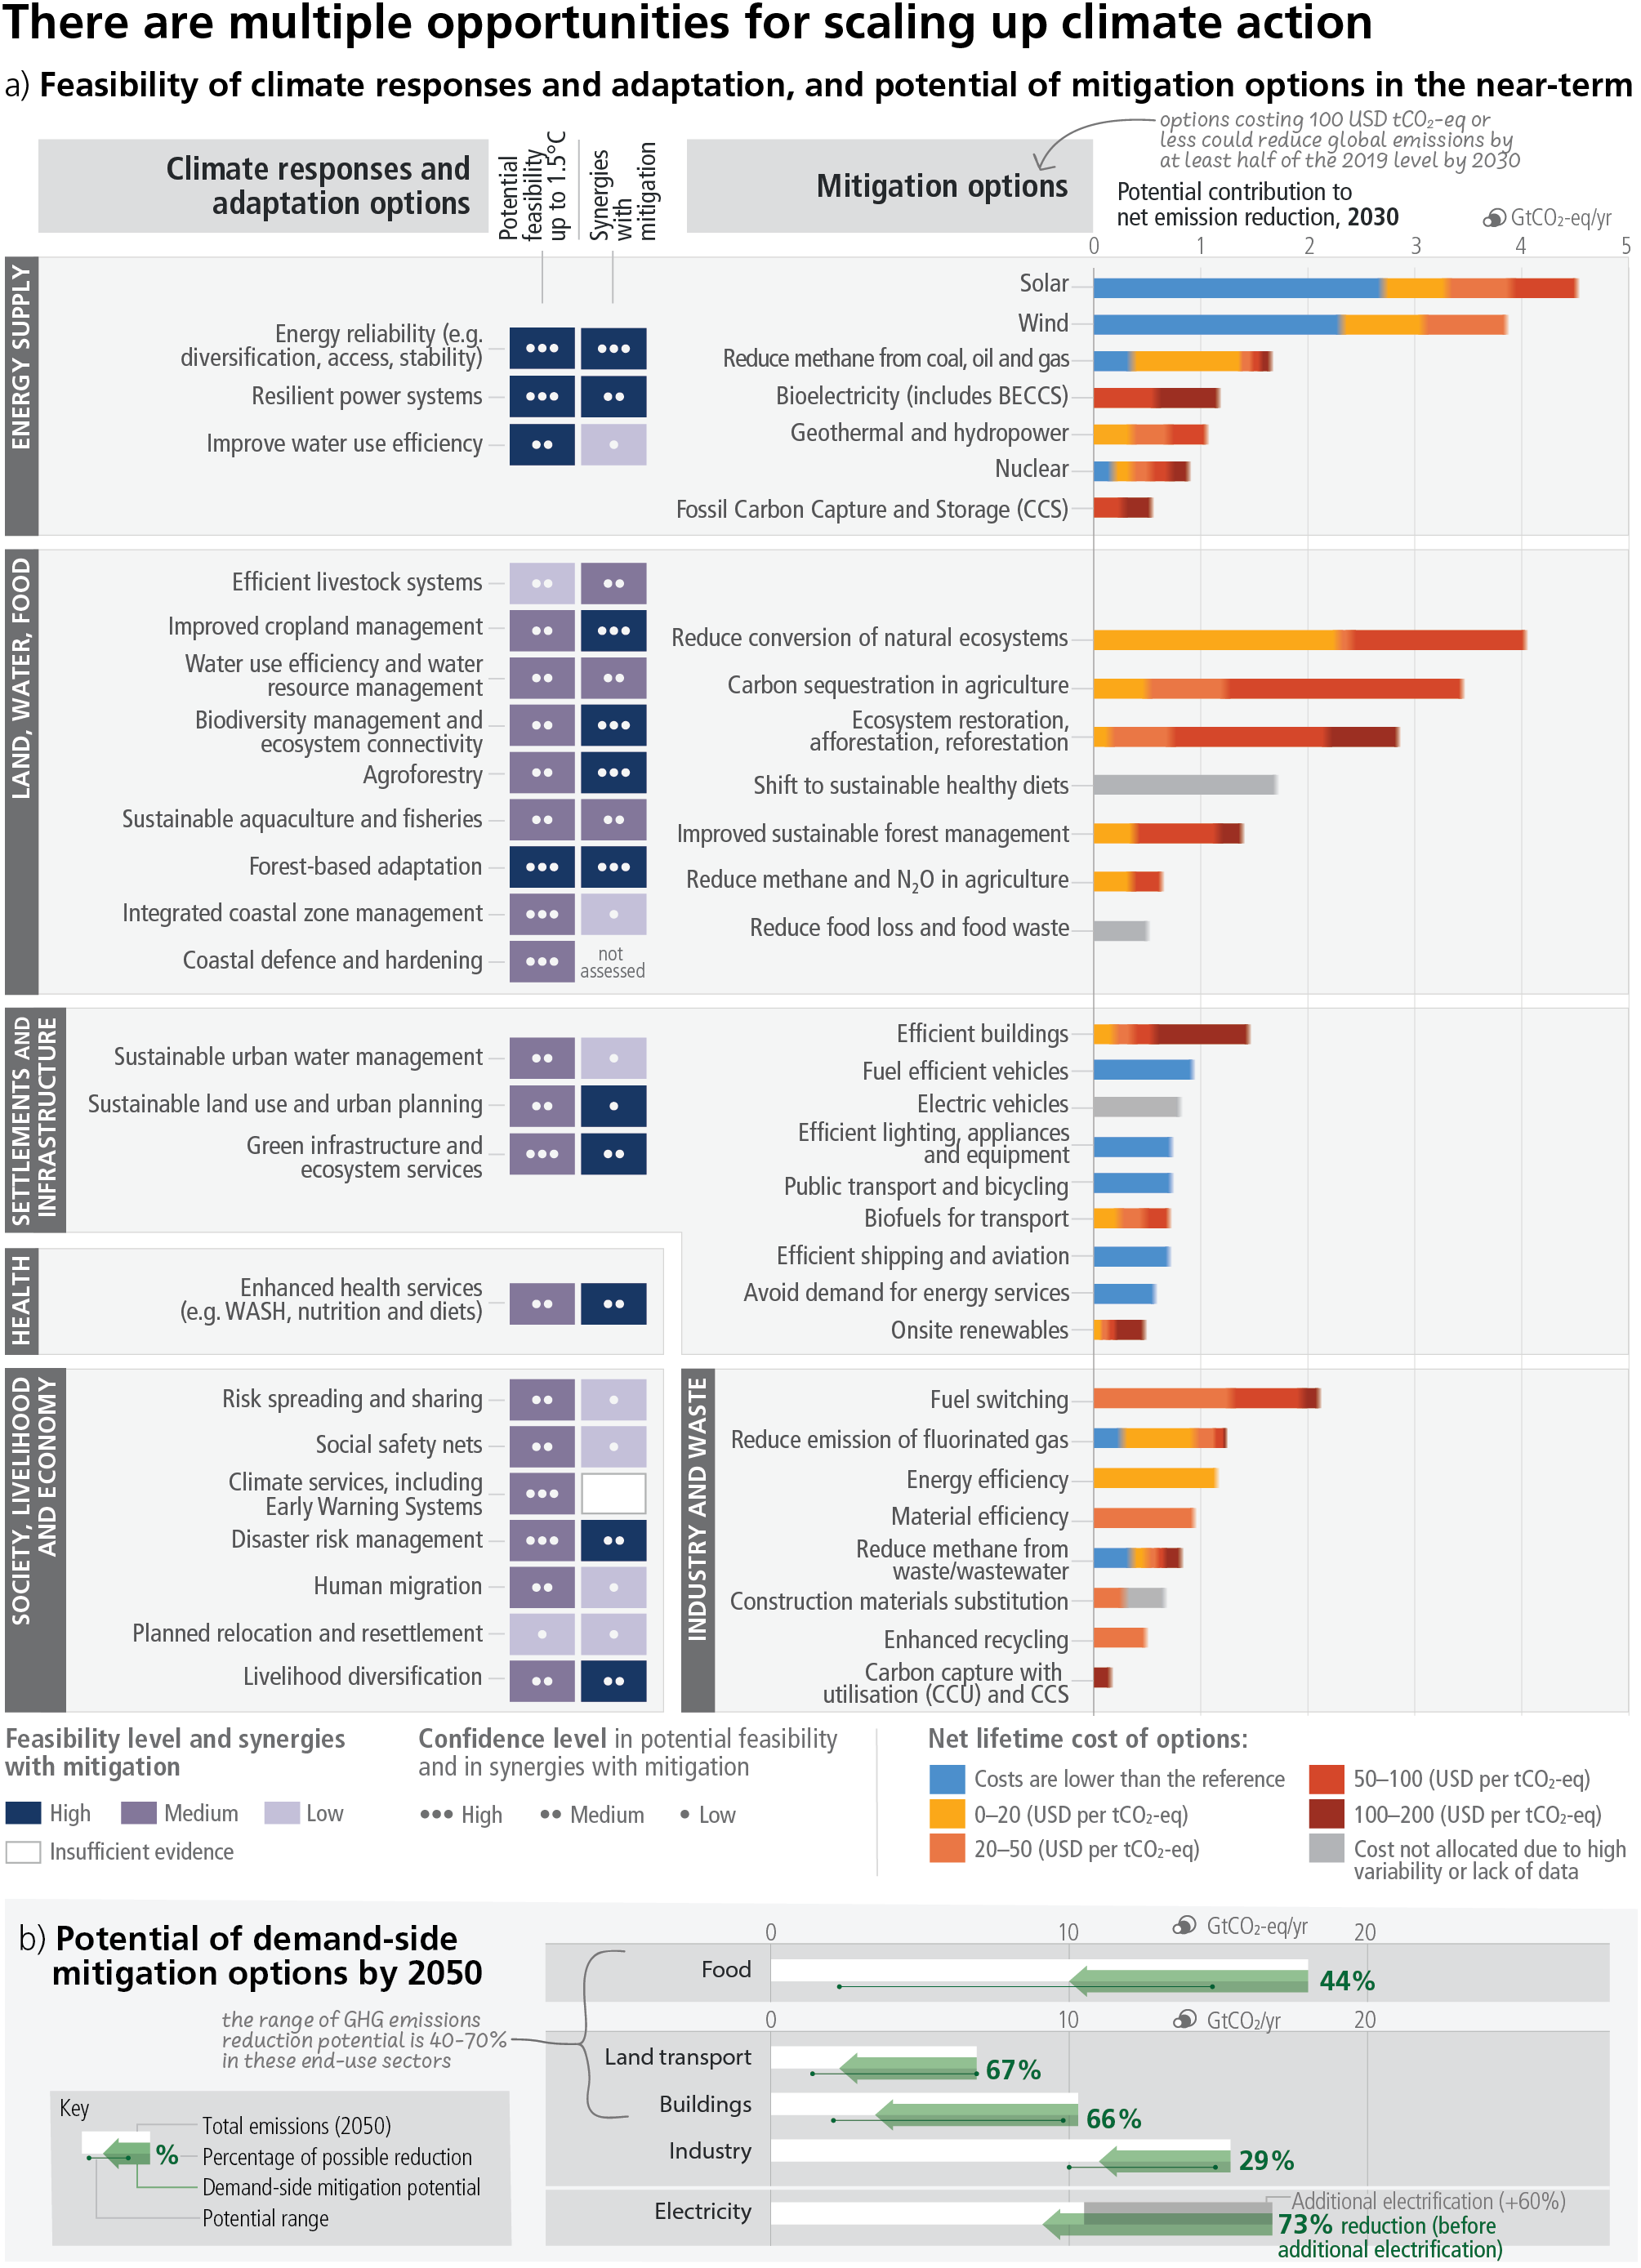 There are multiple opportunities for scaling up climate action
a) Feasibility of climate responses and adaptation, and potential of mitigation options in the near-term
options costing 100 USD tCO₂-eq or
less could reduce global emissions by
at least half of the 2019 level by 2030
Climate responses and
adaptation options
Potential
feasibility
up to 1.5°C
Synergies
with
mitigation
Mitigation options
Potential contribution to
net emission reduction, 2030
GtCO₂-eq/yr
0 1 2 3 4 5
ENERGY SUPPLY
Energy reliability (e.g.
diversification, access, stability)
Resilient power systems
Improve water use efficiency
Solar
Wind
Reduce methane from coal, oil and gas
Bioelectricity (includes BECCS)
Geothermal and hydropower
Nuclear
Fossil Carbon Capture and Storage (CCS)
LAND, WATER, FOOD
Efficient livestock systems
Improved cropland management
Water use efficiency and water
resource management
Biodiversity management and
ecosystem connectivity
Agroforestry
Sustainable aquaculture and fisheries
Forest-based adaptation
Integrated coastal zone management
Coastal defence and hardening
not
assessed
Reduce conversion of natural ecosystems
Carbon sequestration in agriculture
Ecosystem restoration,
afforestation, reforestation
Shift to sustainable healthy diets
Improved sustainable forest management
Reduce methane and N₂O in agriculture
Reduce food loss and food waste
SETTLEMENTS AND
INFRASTRUCTURE
Sustainable urban water management
Sustainable land use and urban planning
Green infrastructure and
ecosystem services
Efficient buildings
Fuel efficient vehicles
Electric vehicles
Efficient lighting, appliances
and equipment
Public transport and bicycling
Biofuels for transport
Efficient shipping and aviation
Avoid demand for energy services
Onsite renewables
HEALTH
Enhanced health services
(e.g. WASH, nutrition and diets)
SOCIETY, LIVELIHOOD
AND ECONOMY
Risk spreading and sharing
Social safety nets
Climate services, including
Early Warning Systems
Disaster risk management
Human migration
Planned relocation and resettlement
Livelihood diversification
INDUSTRY AND WASTE
Fuel switching
Reduce emission of fluorinated gas
Energy efficiency
Material efficiency
Reduce methane from
waste/wastewater
Construction materials substitution
Enhanced recycling
Carbon capture with
utilisation (CCU) and CCS
Feasibility level and synergies
with mitigation
High Medium Low
Insufficient evidence
Confidence level in potential feasibility
and in synergies with mitigation
High Medium Low
Net lifetime cost of options:
Costs are lower than the reference
0–20 (USD per tCO₂-eq)
20–50 (USD per tCO₂-eq)
50–100 (USD per tCO₂-eq)
100–200 (USD per tCO₂-eq)
Cost not allocated due to high
variability or lack of data
b) Potential of demand-side
mitigation options by 2050
the range of GHG emissions
reduction potential is 40-70%
in these end-use sectors
Key
Total emissions (2050)
%
Percentage of possible reduction
Demand-side mitigation potential
Potential range
0 10 GtCO₂-eq/yr 20
Food
44%
0 10 GtCO₂/yr 20
Land transport
67%
Buildings
66%
Industry
29%
Electricity
Additional electrification (+60%)
73% reduction (before
additional electrification)